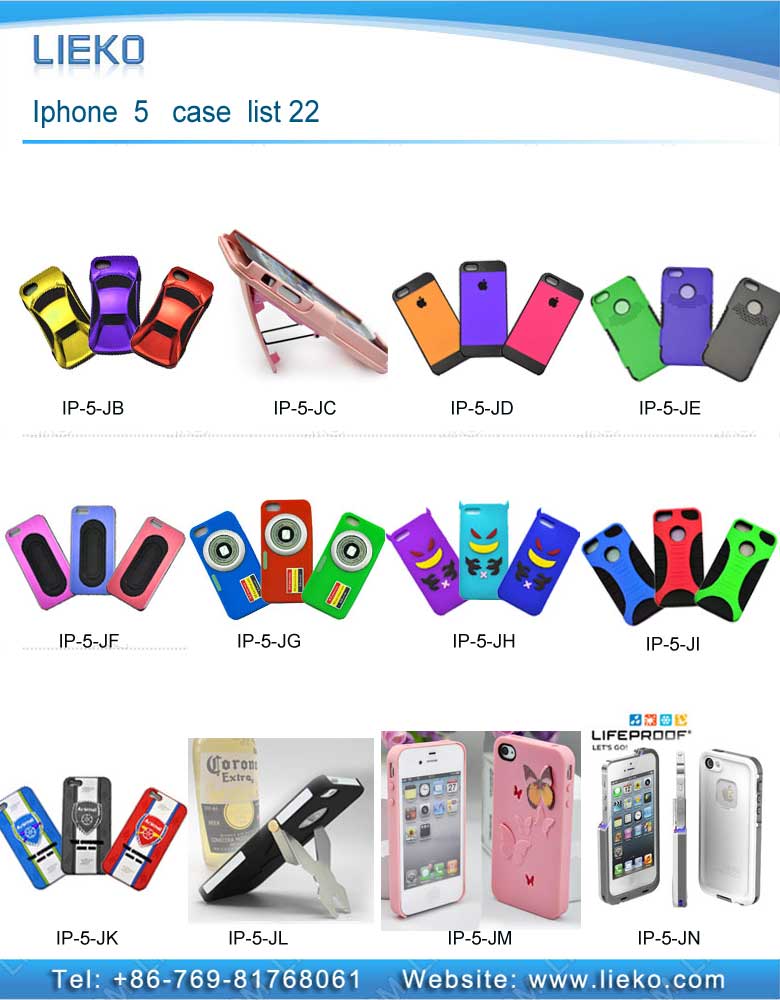 LIEKO
Iphone 5 case list 22
IP-5-JB
IP-5-JC
IP-5-JD
IP-5-JE
IP-5-JF
IP-5-JG
IP-5-JH
IP-5-JI
LIFEPROOF®
LET'S GO!
Corona
Extra
Arsenal
IP-5-JK
IP-5-JL
IP-5-JM
IP-5-JN
Tel: +86-769-81768061 Website: www.lieko.com